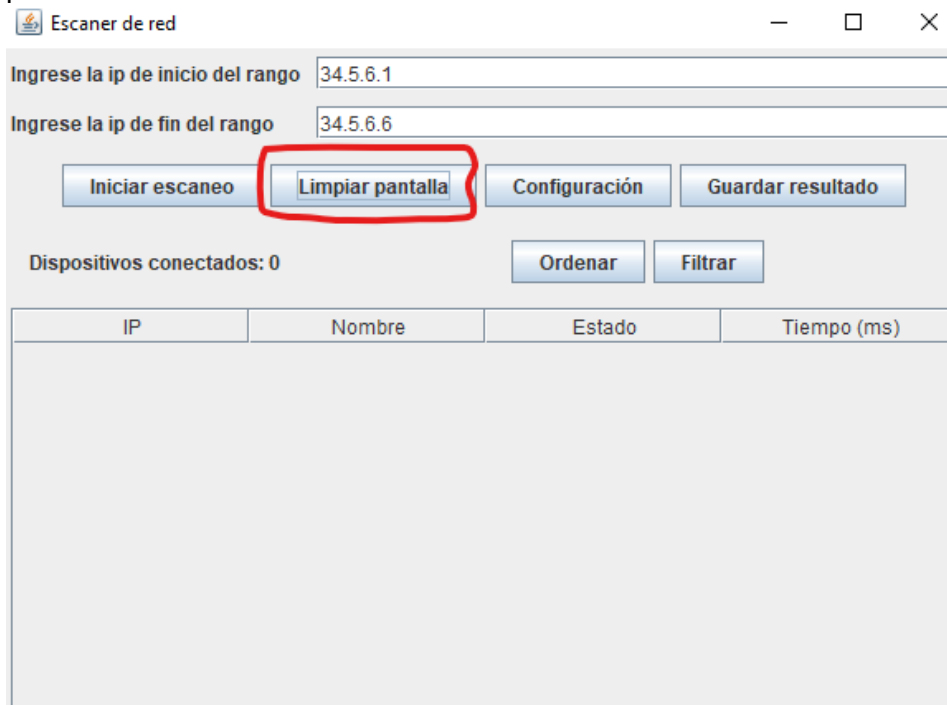 Escaner de red
Ingrese la ip de inicio del rango 34.5.6.1
Ingrese la ip de fin del rango 34.5.6.6
Iniciar escaneo Limpiar pantalla Configuración Guardar resultado
Dispositivos conectados: 0 Ordenar Filtrar
IP Nombre Estado Tiempo (ms)